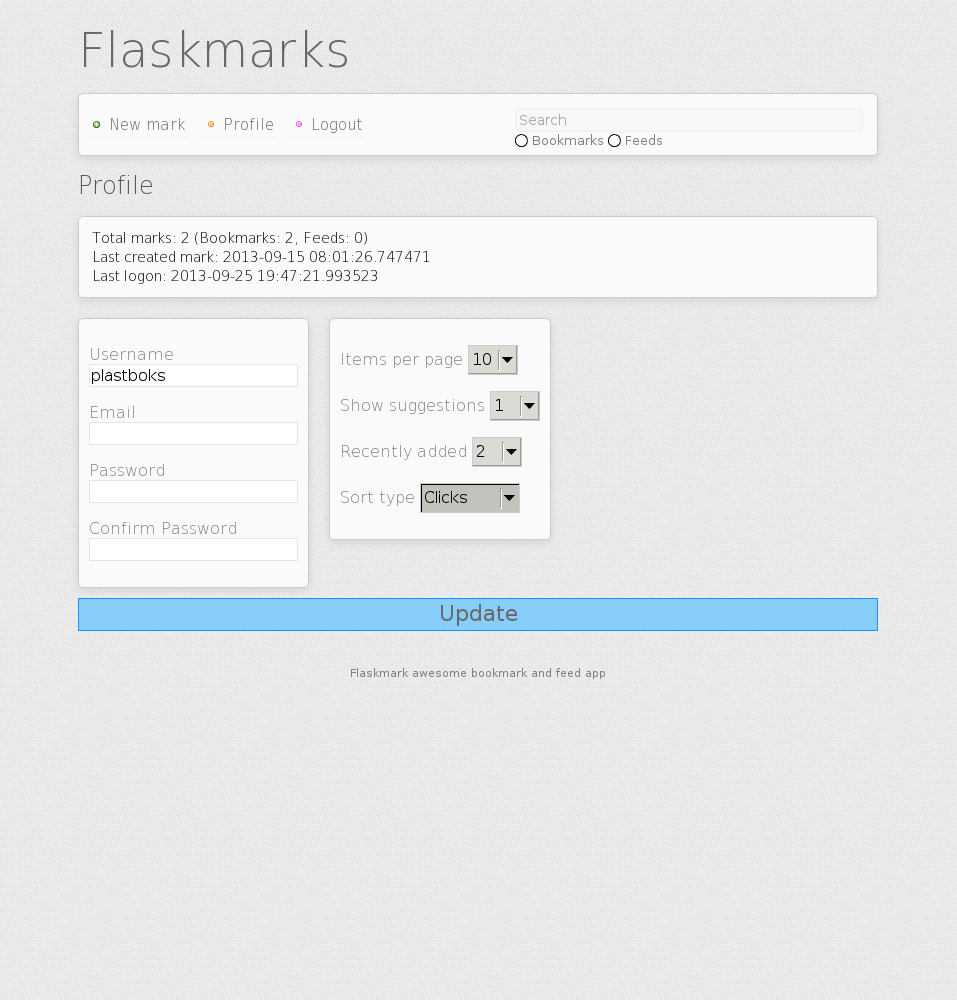 Flaskmarks
New mark Profile Logout
Search
Bookmarks Feeds
Profile
Total marks: 2 (Bookmarks: 2, Feeds: 0)
Last created mark: 2013-09-15 08:01:26.747471
Last logon: 2013-09-25 19:47:21.993523
Username
plastboks
Email
Password
Confirm Password
Items per page 10
Show suggestions 1
Recently added 2
Sort type Clicks
Update
Flaskmark awesome bookmark and feed app